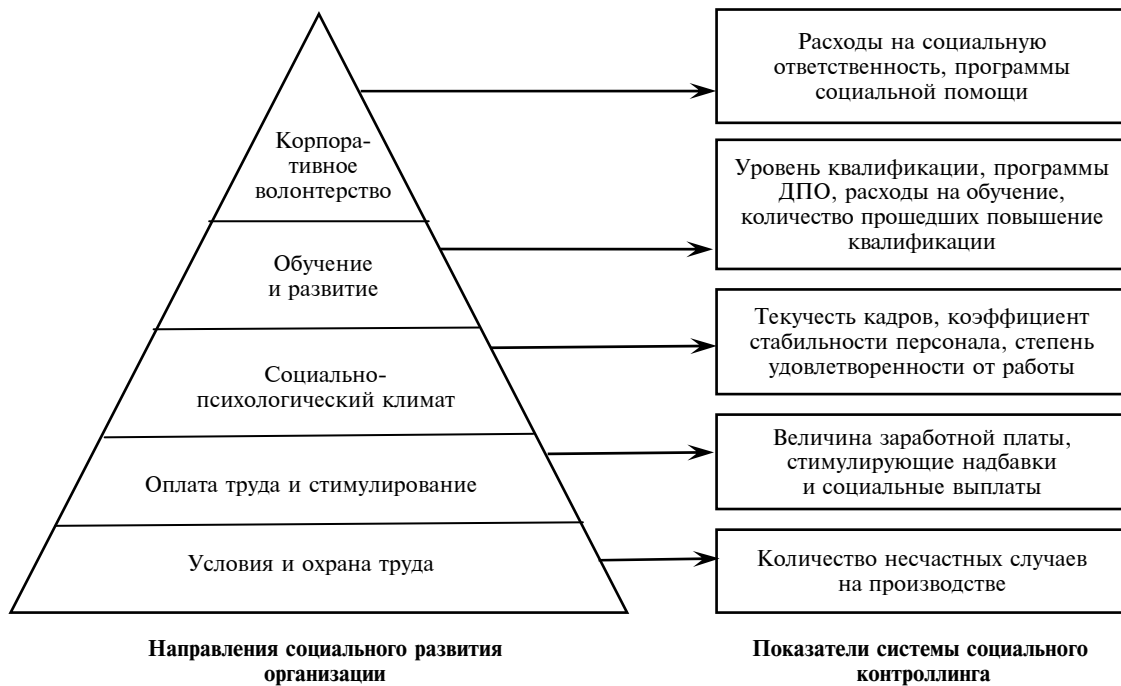 Корпора-
тивное
волонтерство
Расходы на социальную
ответственность, программы
социальной помощи
Обучение
и развитие
Уровень квалификации, программы
ДПО, расходы на обучение,
количество прошедших повышение
квалификации
Социально-
психологический климат
Текучесть кадров, коэффициент
стабильности персонала, степень
удовлетворенности от работы
Оплата труда и стимулирование
Величина заработной платы,
стимулирующие надбавки
и социальные выплаты
Условия и охрана труда
Количество несчастных случаев
на производстве
Направления социального развития
организации
Показатели системы социального
контроллинга